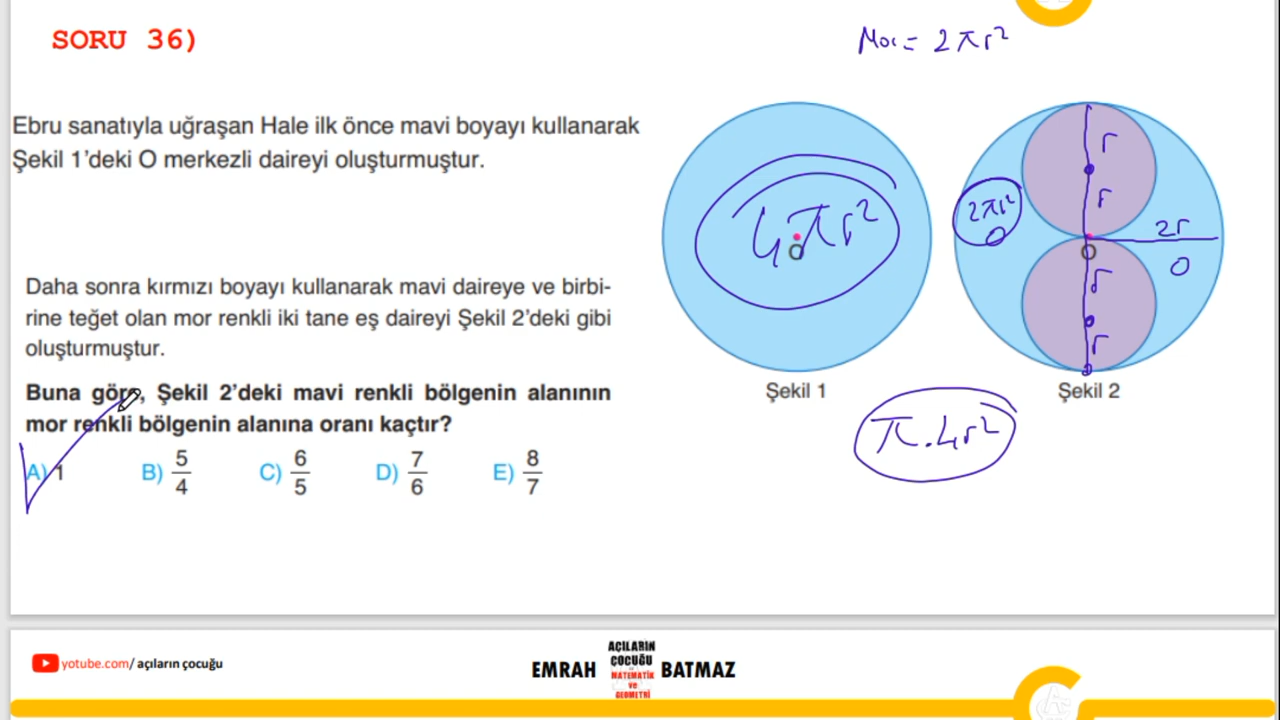 SORU 36)
Mor = 2πr²
Ebru sanatıyla uğraşan Hale ilk önce mavi boyayı kullanarak
Şekil 1'deki O merkezli daireyi oluşturmuştur.
4πr²
O
r
r
2πr²
2r
O
r
r
Daha sonra kırmızı boyayı kullanarak mavi daireye ve birbi-
rine teğet olan mor renkli iki tane eş daireyi Şekil 2'deki gibi
oluşturmuştur.
Şekil 1
Şekil 2
Buna göre, Şekil 2'deki mavi renkli bölgenin alanının
mor renkli bölgenin alanına oranı kaçtır?
π.4r²
A) 1 B) 5/4 C) 6/5 D) 7/6 E) 8/7
yotube.com/ açıların çocuğu
EMRAH
AÇILARIN
ÇOCUĞU
MATEMATİK
ve
GEOMETRİ
BATMAZ